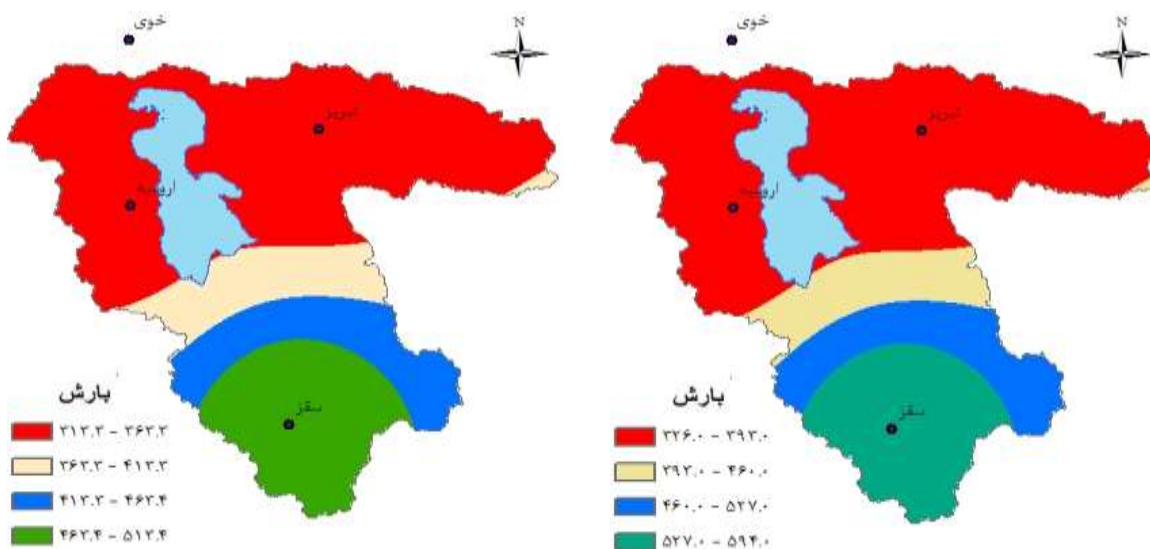 خوی
N
تبریز
ارومیه
سقز
بارش
۳۱۳.۳ - ۳۶۳.۳
۳۶۳.۳ - ۴۱۳.۳
۴۱۳.۳ - ۴۶۳.۴
۴۶۳.۴ - ۵۱۳.۴
خوی
N
تبریز
ارومیه
سقز
بارش
۳۲۶.۰ - ۳۹۳.۰
۳۹۳.۰ - ۴۶۰.۰
۴۶۰.۰ - ۵۲۷.۰
۵۲۷.۰ - ۵۹۴.۰